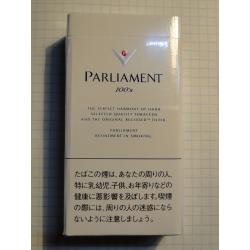 PARLIAMENT
100's
THE PERFECT HARMONY OF HAND
SELECTED QUALITY TOBACCOS
AND THE ORIGINAL RECESSED FILTER
PARLIAMENT
REFINEMENT IN SMOKING
たばこの煙は、あなたの周りの人、
特に乳幼児、子供、お年寄りなどの
健康に悪影響を及ぼします。喫煙
の際には、周りの人の迷惑になら
ないように注意しましょう。